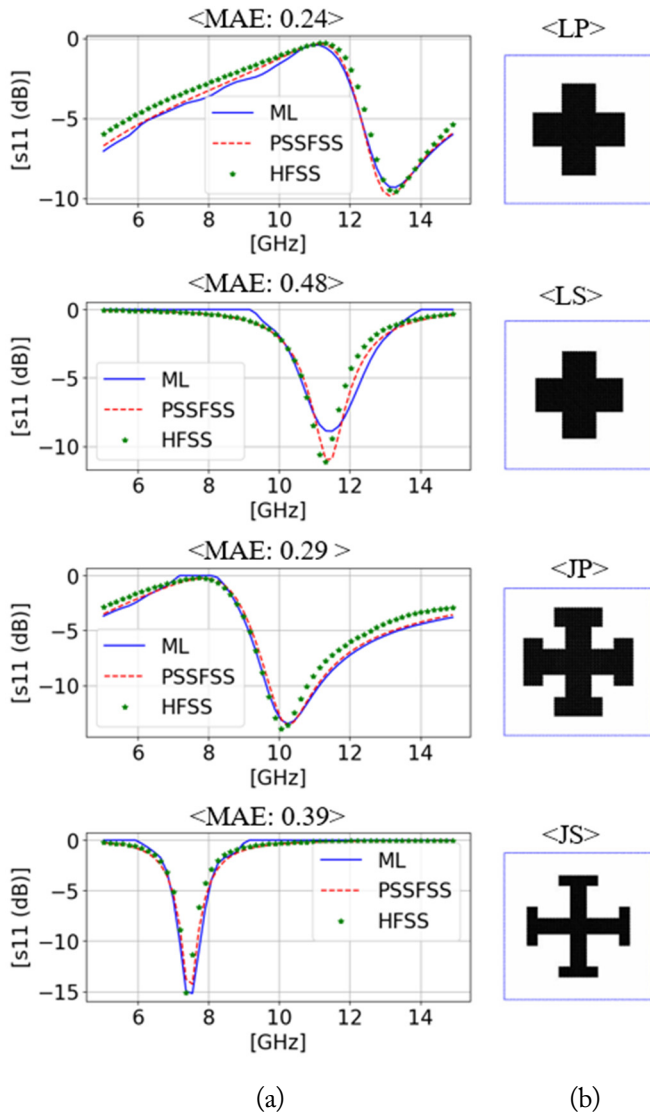 <MAE: 0.24>
<LP>
[s11 (dB)]
0
−5
−10
ML
PSSFSS
HFSS
6 8 10 12 14
[GHz]
<MAE: 0.48>
<LS>
[s11 (dB)]
0
−5
−10
ML
PSSFSS
HFSS
6 8 10 12 14
[GHz]
<MAE: 0.29 >
<JP>
[s11 (dB)]
0
−5
−10
ML
PSSFSS
HFSS
6 8 10 12 14
[GHz]
<MAE: 0.39>
<JS>
[s11 (dB)]
0
−5
−10
−15
ML
PSSFSS
HFSS
6 8 10 12 14
[GHz]
(a) (b)